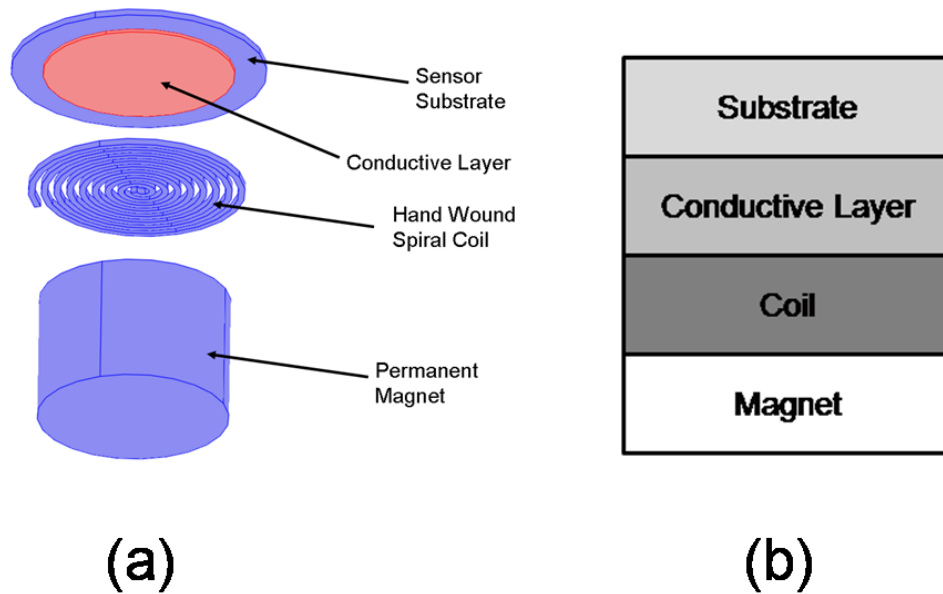 Sensor
Substrate
Conductive Layer
Hand Wound
Spiral Coil
Permanent
Magnet
(a)
Substrate
Conductive Layer
Coil
Magnet
(b)